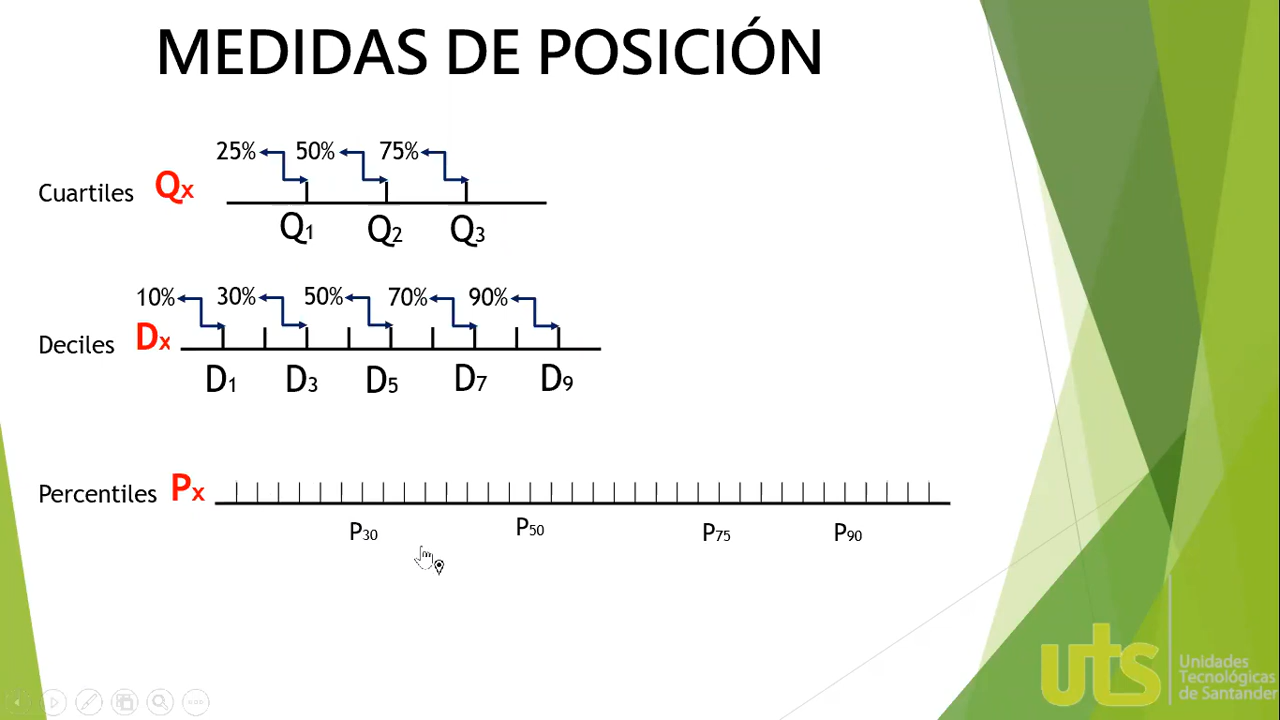 MEDIDAS DE POSICIÓN
25% 50% 75%
Cuartiles Qx
Q1 Q2 Q3
10% 30% 50% 70% 90%
Deciles Dx
D1 D3 D5 D7 D9
Percentiles Px
P30 P50 P75 P90
uts
Unidades
Tecnológicas
de Santander